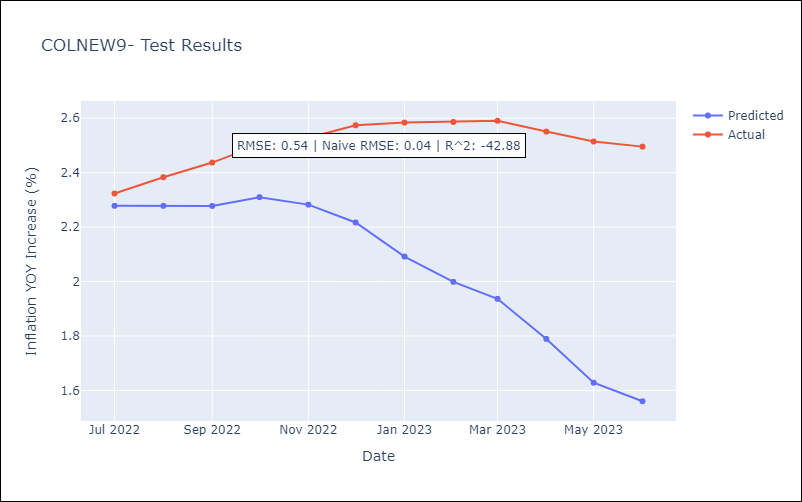 COLNEW9- Test Results
Predicted
Actual
RMSE: 0.54 | Naive RMSE: 0.04 | R^2: -42.88
Inflation YOY Increase (%)
2.6
2.4
2.2
2
1.8
1.6
Jul 2022 Sep 2022 Nov 2022 Jan 2023 Mar 2023 May 2023
Date